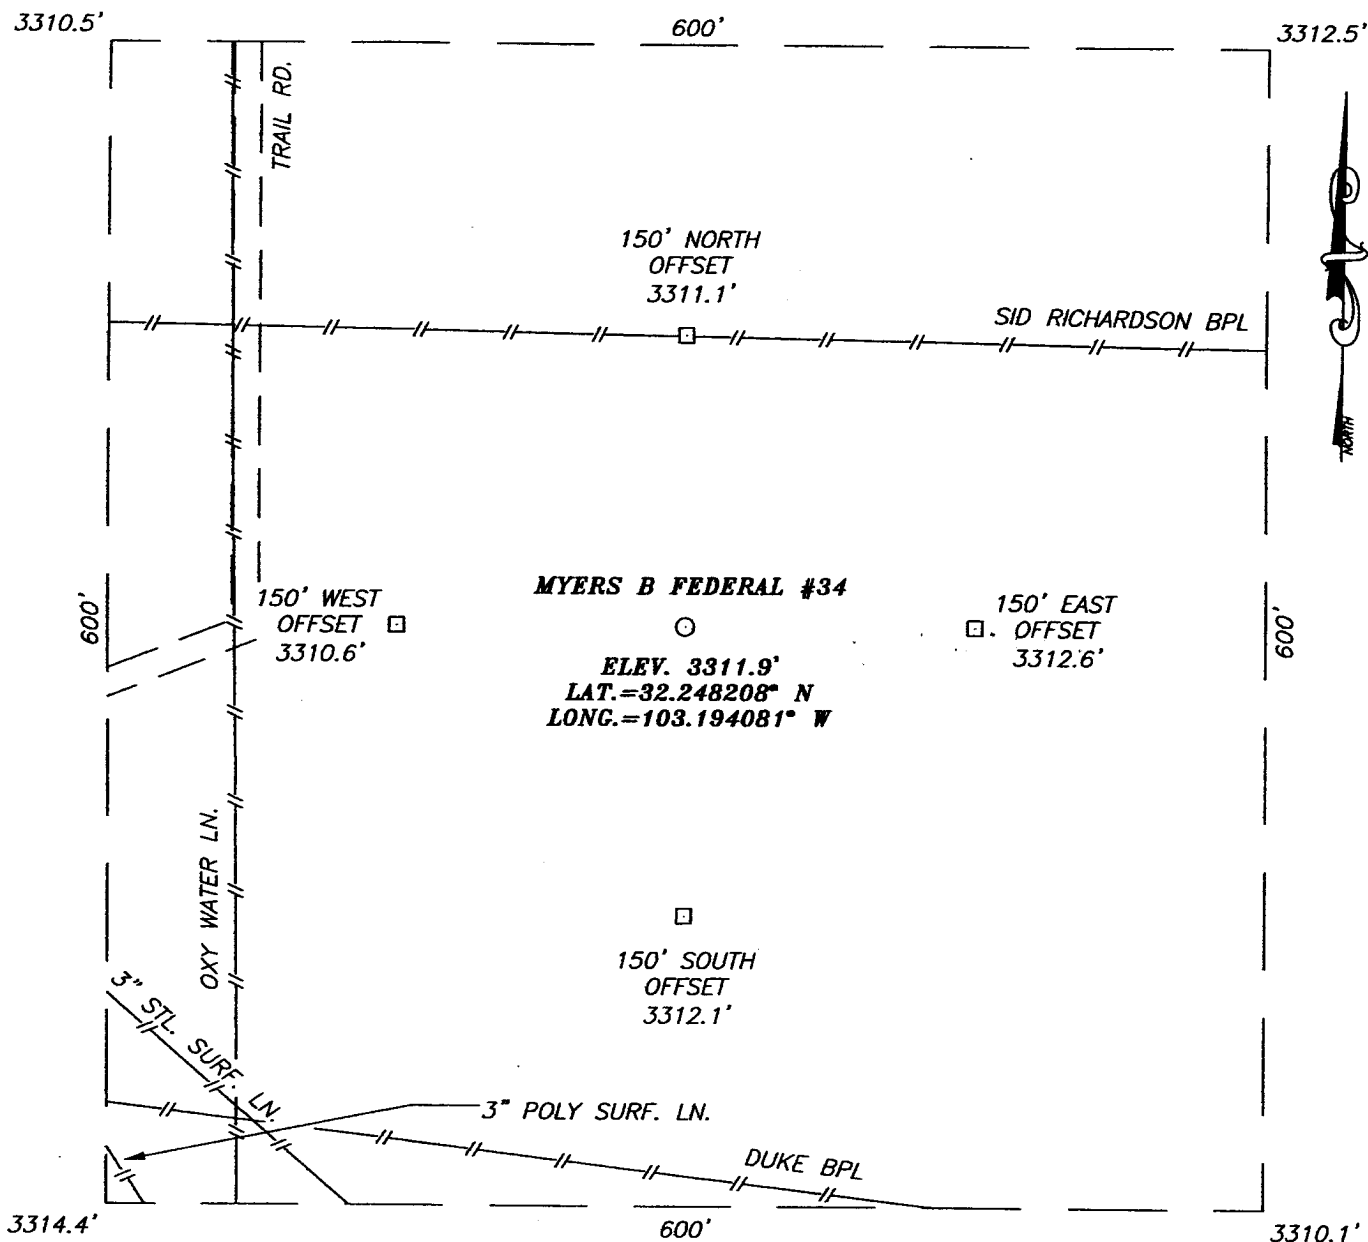 3310.5'
600'
3312.5'
TRAIL RD.
NORTH
150' NORTH
OFFSET
3311.1'
SID RICHARDSON BPL
600'
150' WEST
OFFSET
3310.6'
MYERS B FEDERAL #34
ELEV. 3311.9'
LAT.=32.248208° N
LONG.=103.194081° W
150' EAST
OFFSET
3312.6'
600'
OXY WATER LN.
150' SOUTH
OFFSET
3312.1'
3" STL. SURF. LN.
3" POLY SURF. LN.
DUKE BPL
3314.4'
600'
3310.1'